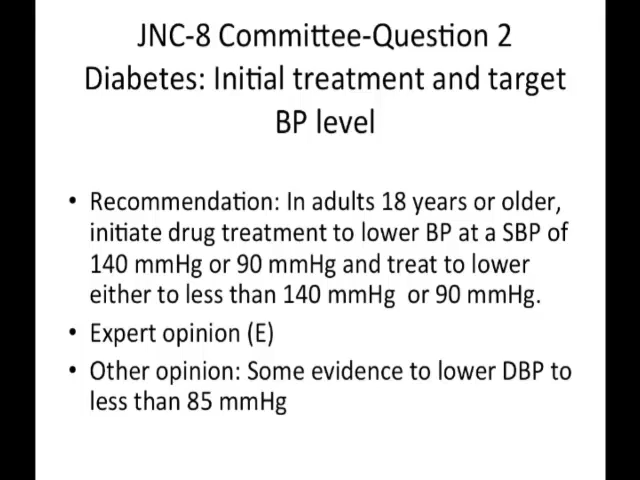 JNC-8 Committee-Question 2
Diabetes: Initial treatment and target
BP level
• Recommendation: In adults 18 years or older,
initiate drug treatment to lower BP at a SBP of
140 mmHg or 90 mmHg and treat to lower
either to less than 140 mmHg or 90 mmHg.
• Expert opinion (E)
• Other opinion: Some evidence to lower DBP to
less than 85 mmHg